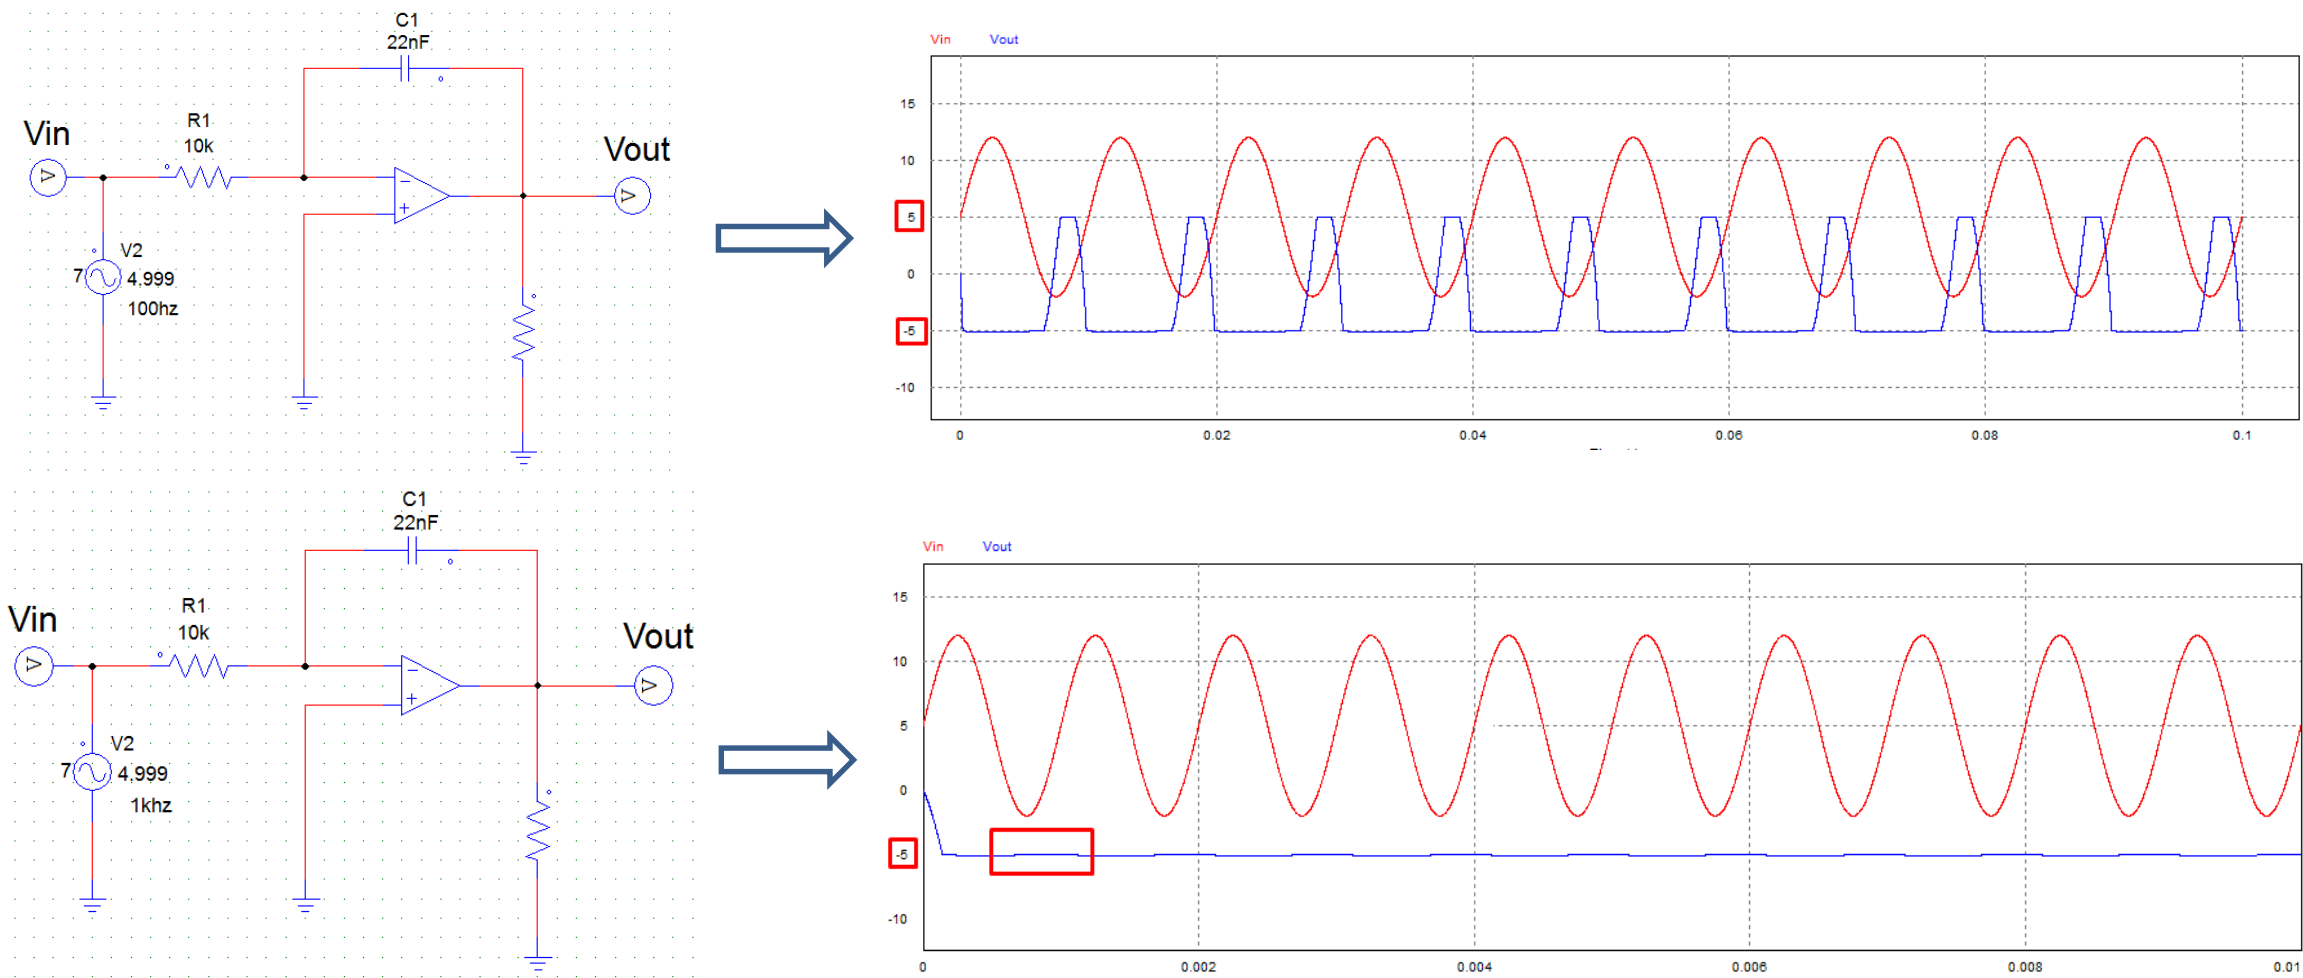 C1
22nF
Vin
R1
10k
Vout
V2
7
4,999
100hz
Vin Vout
15
10
5
0
-5
-10
0 0.02 0.04 0.06 0.08 0.1
C1
22nF
Vin
R1
10k
Vout
V2
7
4,999
1khz
Vin Vout
15
10
5
0
-5
-10
0 0.002 0.004 0.006 0.008 0.01